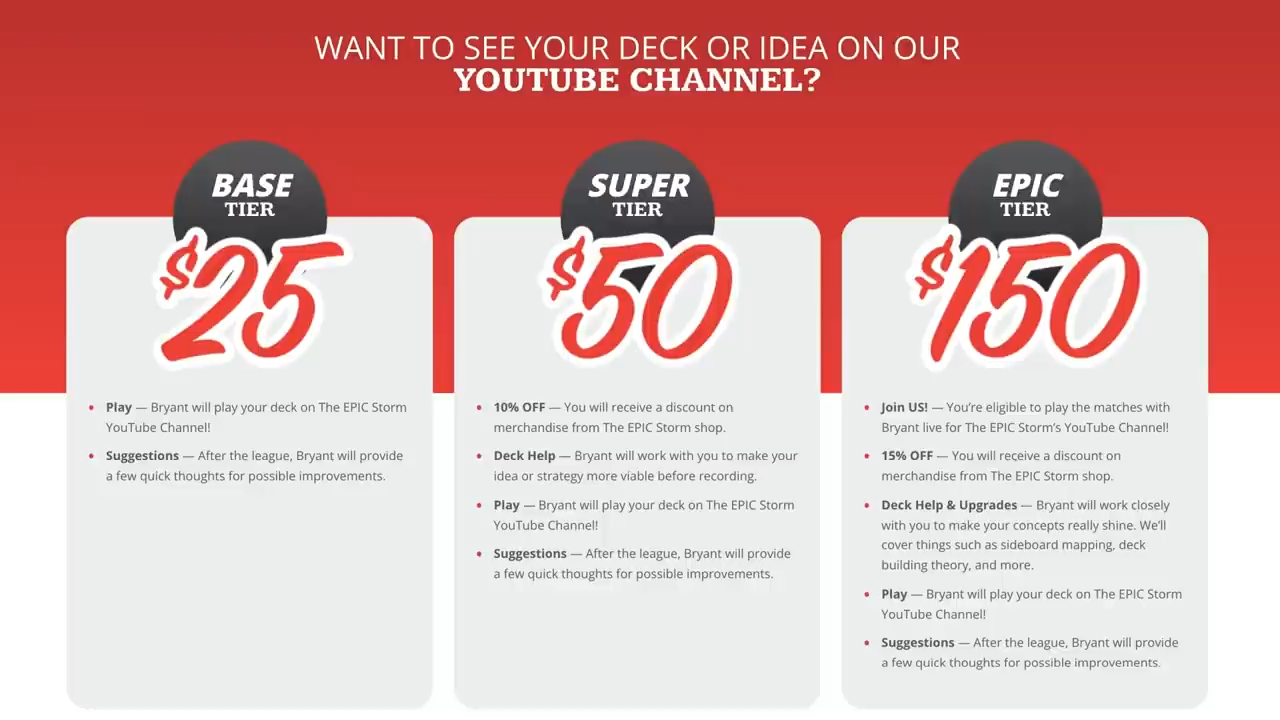 WANT TO SEE YOUR DECK OR IDEA ON OUR
YOUTUBE CHANNEL?
BASE
TIER
$25
• Play — Bryant will play your deck on The EPIC Storm
YouTube Channel!
• Suggestions — After the league, Bryant will provide
a few quick thoughts for possible improvements.
SUPER
TIER
$50
• 10% OFF — You will receive a discount on
merchandise from The EPIC Storm shop.
• Deck Help — Bryant will work with you to make your
idea or strategy more viable before recording.
• Play — Bryant will play your deck on The EPIC Storm
YouTube Channel!
• Suggestions — After the league, Bryant will provide
a few quick thoughts for possible improvements.
EPIC
TIER
$150
• Join US! — You’re eligible to play the matches with
Bryant live for The EPIC Storm’s YouTube Channel!
• 15% OFF — You will receive a discount on
merchandise from The EPIC Storm shop.
• Deck Help & Upgrades — Bryant will work closely
with you to make your concepts really shine. We’ll
cover things such as sideboard mapping, deck
building theory, and more.
• Play — Bryant will play your deck on The EPIC Storm
YouTube Channel!
• Suggestions — After the league, Bryant will provide
a few quick thoughts for possible improvements.